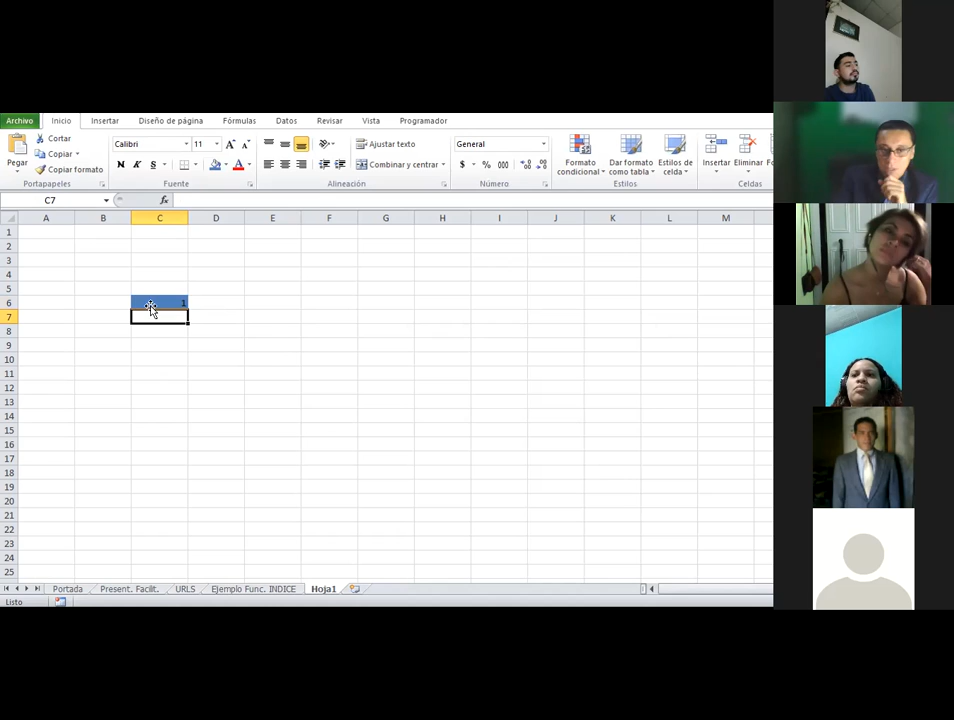 Archivo Inicio Insertar Diseño de página Fórmulas Datos Revisar Vista Programador
Pegar
Cortar
Copiar
Copiar formato
Portapapeles
Calibri 11 A A
N K S A
Fuente
Ajustar texto
Combinar y centrar
Alineación
General
$ % 000
Número
Formato condicional
Dar formato como tabla
Estilos de celda
Estilos
Insertar Eliminar
Celdas
C7 fx
A B C D E F G H I J K L M
1
2
3
4
5
6 1
7
8
9
10
11
12
13
14
15
16
17
18
19
20
21
22
23
24
25
Portada Present. Facilit. URLS Ejemplo Func. INDICE Hoja1
Listo